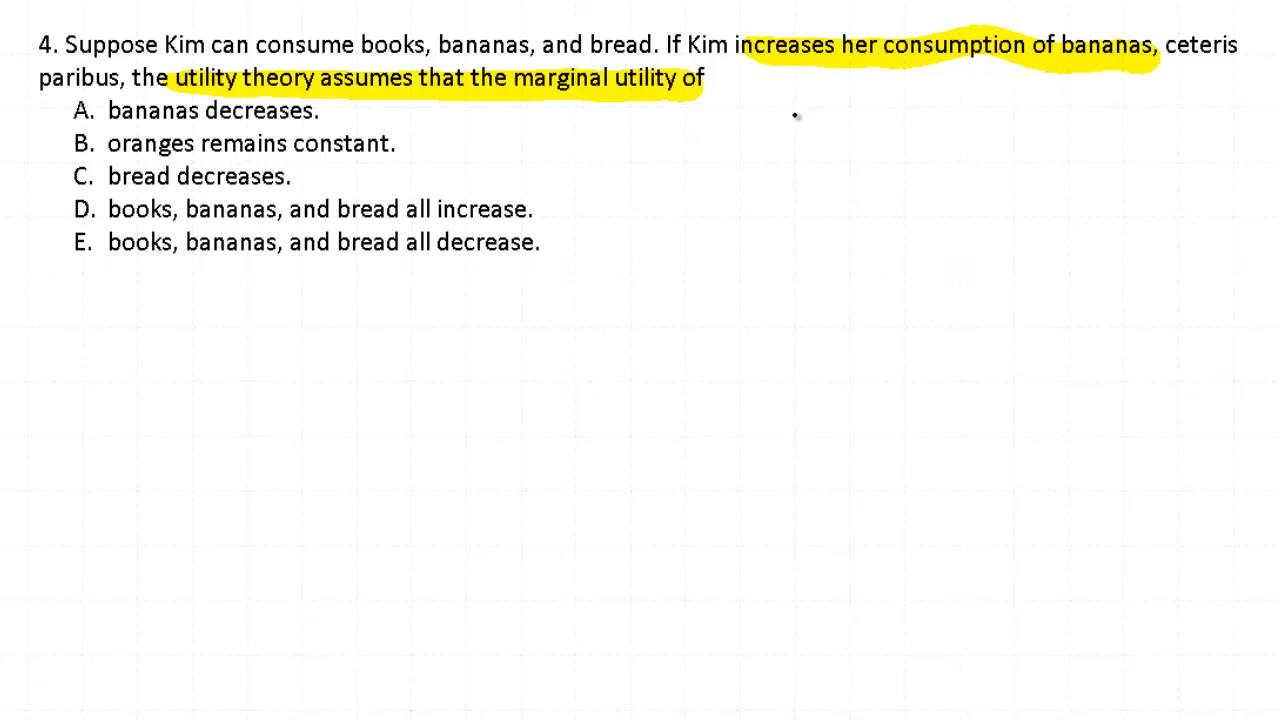 4. Suppose Kim can consume books, bananas, and bread. If Kim increases her consumption of bananas, ceteris
paribus, the utility theory assumes that the marginal utility of
A. bananas decreases.
B. oranges remains constant.
C. bread decreases.
D. books, bananas, and bread all increase.
E. books, bananas, and bread all decrease.